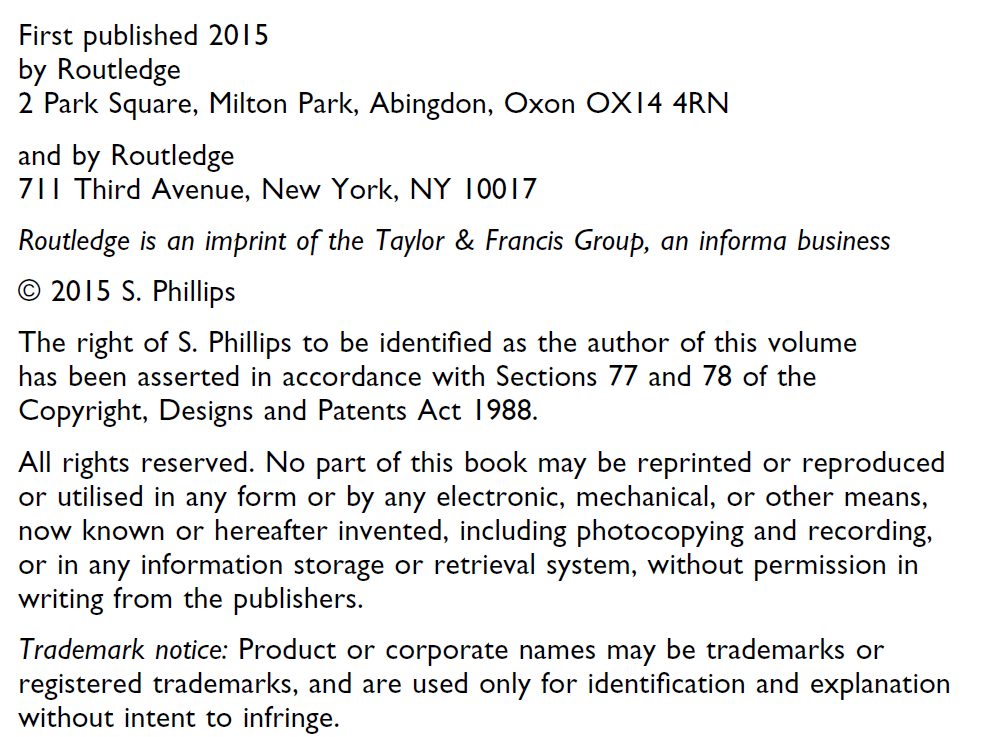 First published 2015
by Routledge
2 Park Square, Milton Park, Abingdon, Oxon OX14 4RN
and by Routledge
711 Third Avenue, New York, NY 10017
Routledge is an imprint of the Taylor & Francis Group, an informa business
© 2015 S. Phillips
The right of S. Phillips to be identified as the author of this volume
has been asserted in accordance with Sections 77 and 78 of the
Copyright, Designs and Patents Act 1988.
All rights reserved. No part of this book may be reprinted or reproduced
or utilised in any form or by any electronic, mechanical, or other means,
now known or hereafter invented, including photocopying and recording,
or in any information storage or retrieval system, without permission in
writing from the publishers.
Trademark notice: Product or corporate names may be trademarks or
registered trademarks, and are used only for identification and explanation
without intent to infringe.